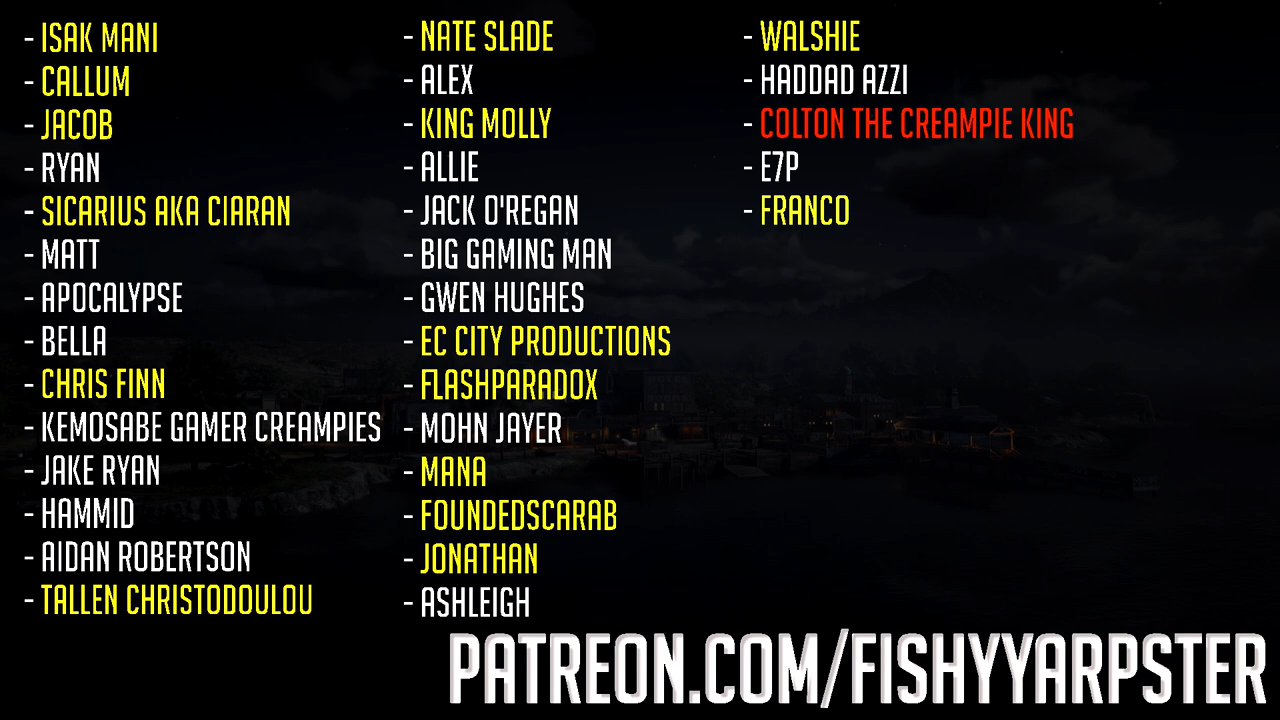 - ISAK MANI
- CALLUM
- JACOB
- RYAN
- SICARIUS AKA CIARAN
- MATT
- APOCALYPSE
- BELLA
- CHRIS FINN
- KEMOSABE GAMER CREAMPIES
- JAKE RYAN
- HAMMID
- AIDAN ROBERTSON
- TALLEN CHRISTODOULOU
- NATE SLADE
- ALEX
- KING MOLLY
- ALLIE
- JACK O'REGAN
- BIG GAMING MAN
- GWEN HUGHES
- EC CITY PRODUCTIONS
- FLASHPARADOX
- MOHN JAYER
- MANA
- FOUNDEDSCARAB
- JONATHAN
- ASHLEIGH
- WALSHIE
- HADDAD AZZI
- COLTON THE CREAMPIE KING
- E7P
- FRANCO
PATREON.COM/FISHYYARPSTER